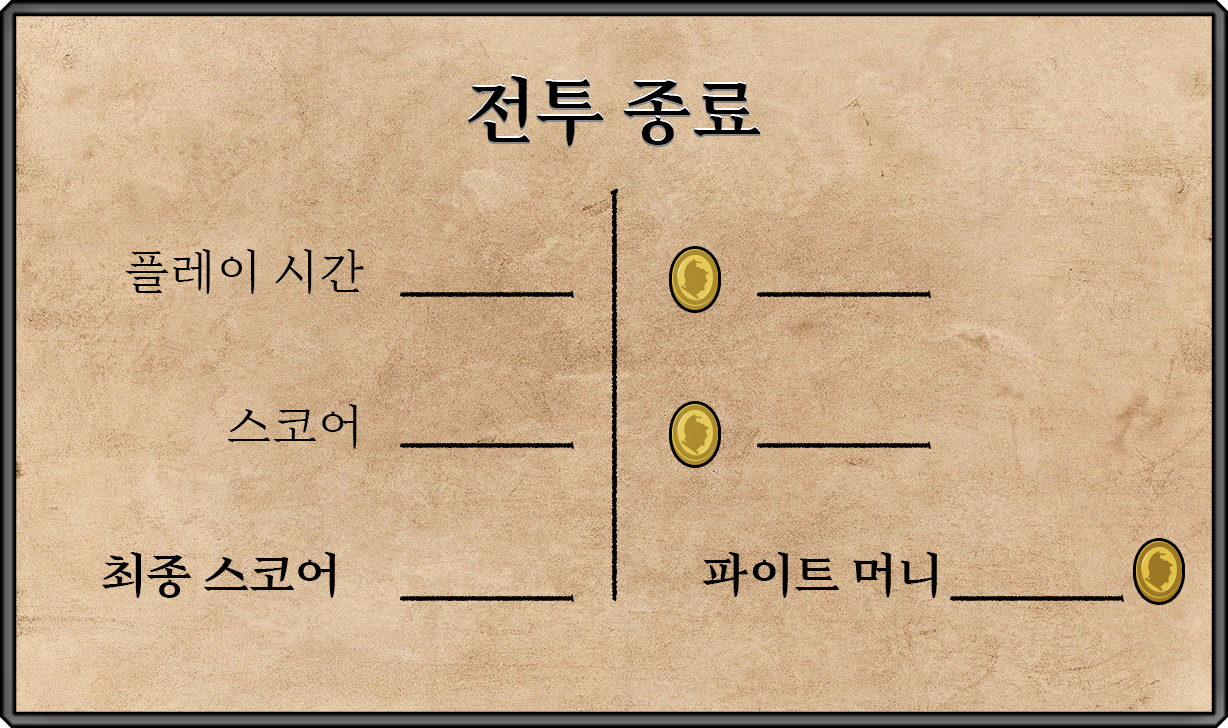 전투 종료
플레이 시간
스코어
최종 스코어
파이트 머니